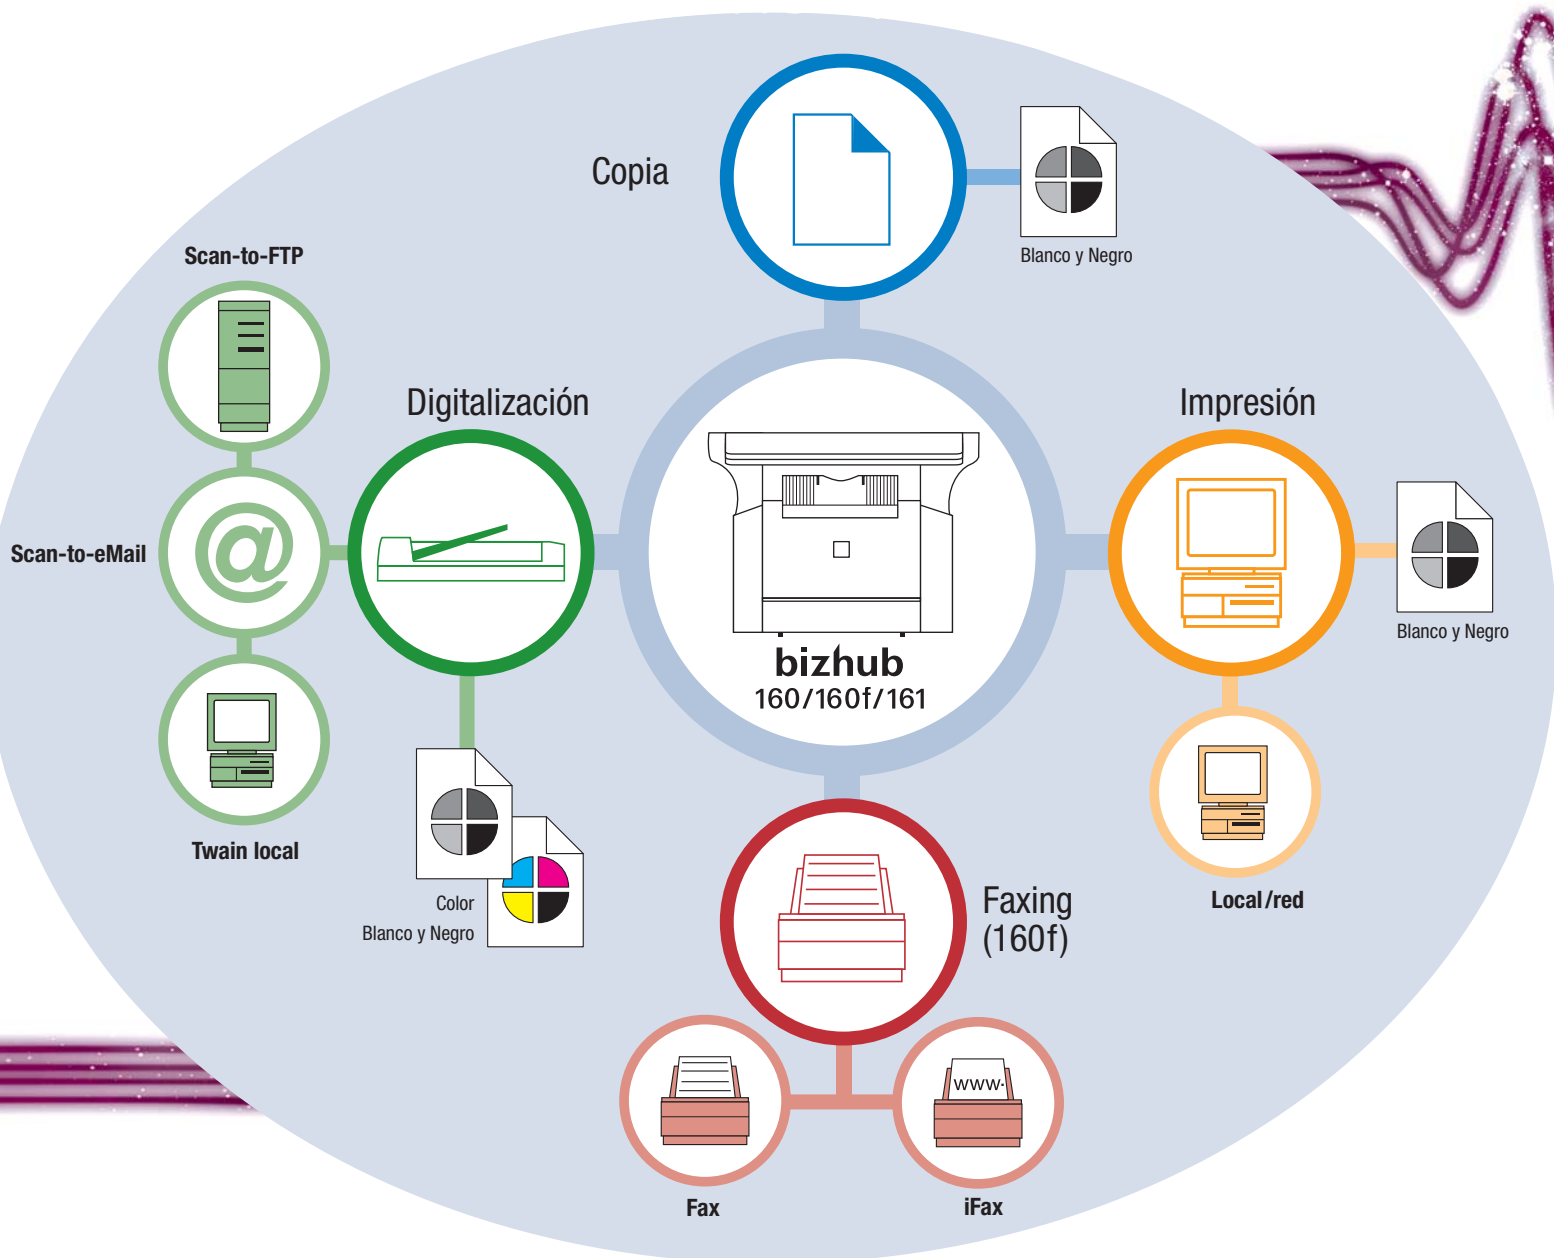 Copia
Blanco y Negro
Scan-to-FTP
Digitalización
Impresión
Scan-to-eMail
@
Blanco y Negro
bizhub
160/160f/161
Twain local
Color
Blanco y Negro
Faxing
(160f)
Local/red
www.
Fax
iFax